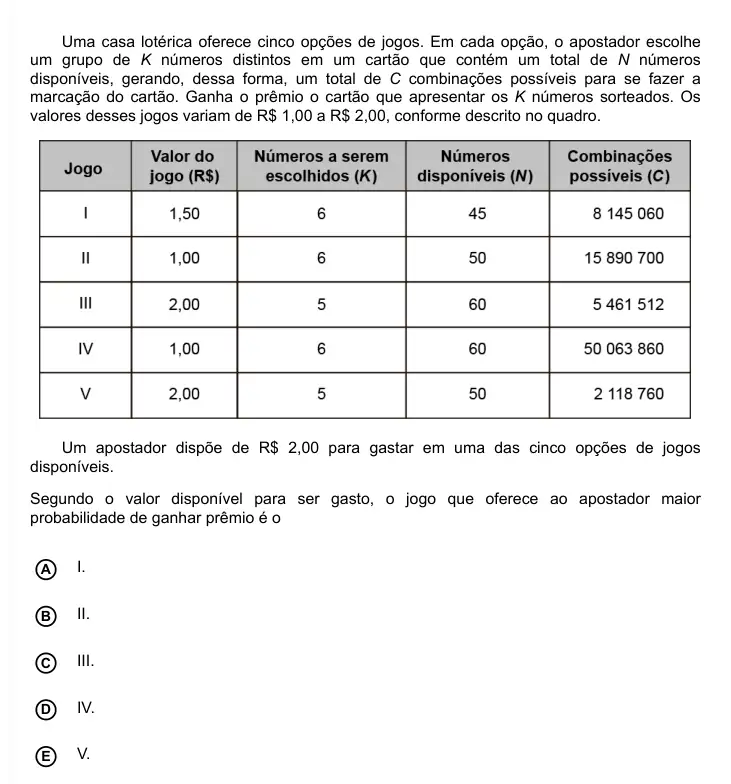 Uma casa lotérica oferece cinco opções de jogos. Em cada opção, o apostador escolhe
um grupo de K números distintos em um cartão que contém um total de N números
disponíveis, gerando, dessa forma, um total de C combinações possíveis para se fazer a
marcação do cartão. Ganha o prêmio o cartão que apresentar os K números sorteados. Os
valores desses jogos variam de R$ 1,00 a R$ 2,00, conforme descrito no quadro.
Jogo Valor do jogo (R$) Números a serem escolhidos (K) Números disponíveis (N) Combinações possíveis (C)
I 1,50 6 45 8 145 060
II 1,00 6 50 15 890 700
III 2,00 5 60 5 461 512
IV 1,00 6 60 50 063 860
V 2,00 5 50 2 118 760
Um apostador dispõe de R$ 2,00 para gastar em uma das cinco opções de jogos
disponíveis.
Segundo o valor disponível para ser gasto, o jogo que oferece ao apostador maior
probabilidade de ganhar prêmio é o
A I.
B II.
C III.
D IV.
E V.